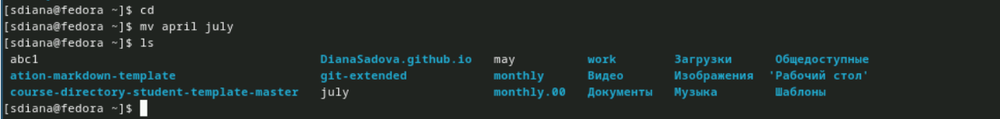 [sdiana@fedora ~]$ cd
[sdiana@fedora ~]$ mv april july
[sdiana@fedora ~]$ ls
abc1 DianaSadova.github.io may work Загрузки Общедоступные
ation-markdown-template git-extended monthly Видео Изображения 'Рабочий стол'
course-directory-student-template-master july monthly.00 Документы Музыка Шаблоны
[sdiana@fedora ~]$